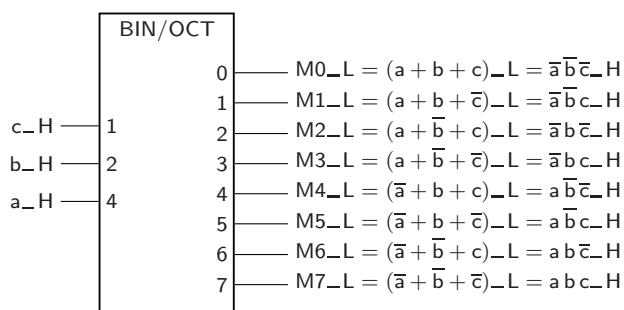 BIN/OCT
0 M0_L = (a + b + c)_L = a̅ b̅ c̅_H
1 M1_L = (a + b + c̅)_L = a̅ b̅ c_H
c_H 1
2 M2_L = (a + b̅ + c)_L = a̅ b c̅_H
b_H 2
3 M3_L = (a + b̅ + c̅)_L = a̅ b c_H
a_H 4
4 M4_L = (a̅ + b + c)_L = a b̅ c̅_H
5 M5_L = (a̅ + b + c̅)_L = a b̅ c_H
6 M6_L = (a̅ + b̅ + c)_L = a b c̅_H
7 M7_L = (a̅ + b̅ + c̅)_L = a b c_H